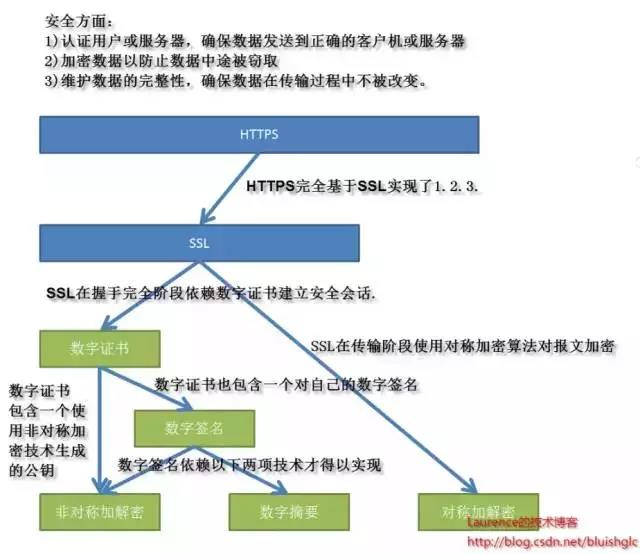 安全方面：
1)认证用户或服务器，确保数据发送到正确的客户机或服务器
2)加密数据以防止数据中途被窃取
3)维护数据的完整性，确保数据在传输过程中不被改变。
HTTPS
HTTPS完全基于SSL实现了1.2.3.
SSL
SSL在握手完全阶段依赖数字证书建立安全会话.
数字证书
SSL在传输阶段使用对称加密算法对报文加密
数字证书也包含一个对自己的数字签名
数字证书
包含一个使
用非对称加
密技术生成
的公钥
数字签名
数字签名依赖以下两项技术才得以实现
非对称加解密
数字摘要
对称加解密
Laurence的技术博客
http://blog.csdn.net/bluishglc